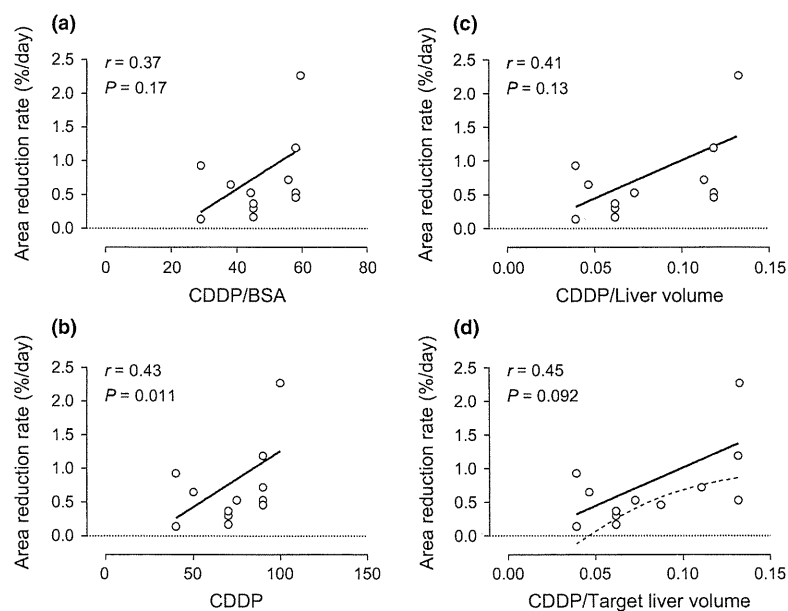 (a)
r = 0.37
P = 0.17
Area reduction rate (%/day)
2.5
2.0
1.5
1.0
0.5
0.0
0 20 40 60 80
CDDP/BSA
(c)
r = 0.41
P = 0.13
Area reduction rate (%/day)
2.5
2.0
1.5
1.0
0.5
0.0
0.00 0.05 0.10 0.15
CDDP/Liver volume
(b)
r = 0.43
P = 0.011
Area reduction rate (%/day)
2.5
2.0
1.5
1.0
0.5
0.0
0 50 100 150
CDDP
(d)
r = 0.45
P = 0.092
Area reduction rate (%/day)
2.5
2.0
1.5
1.0
0.5
0.0
0.00 0.05 0.10 0.15
CDDP/Target liver volume